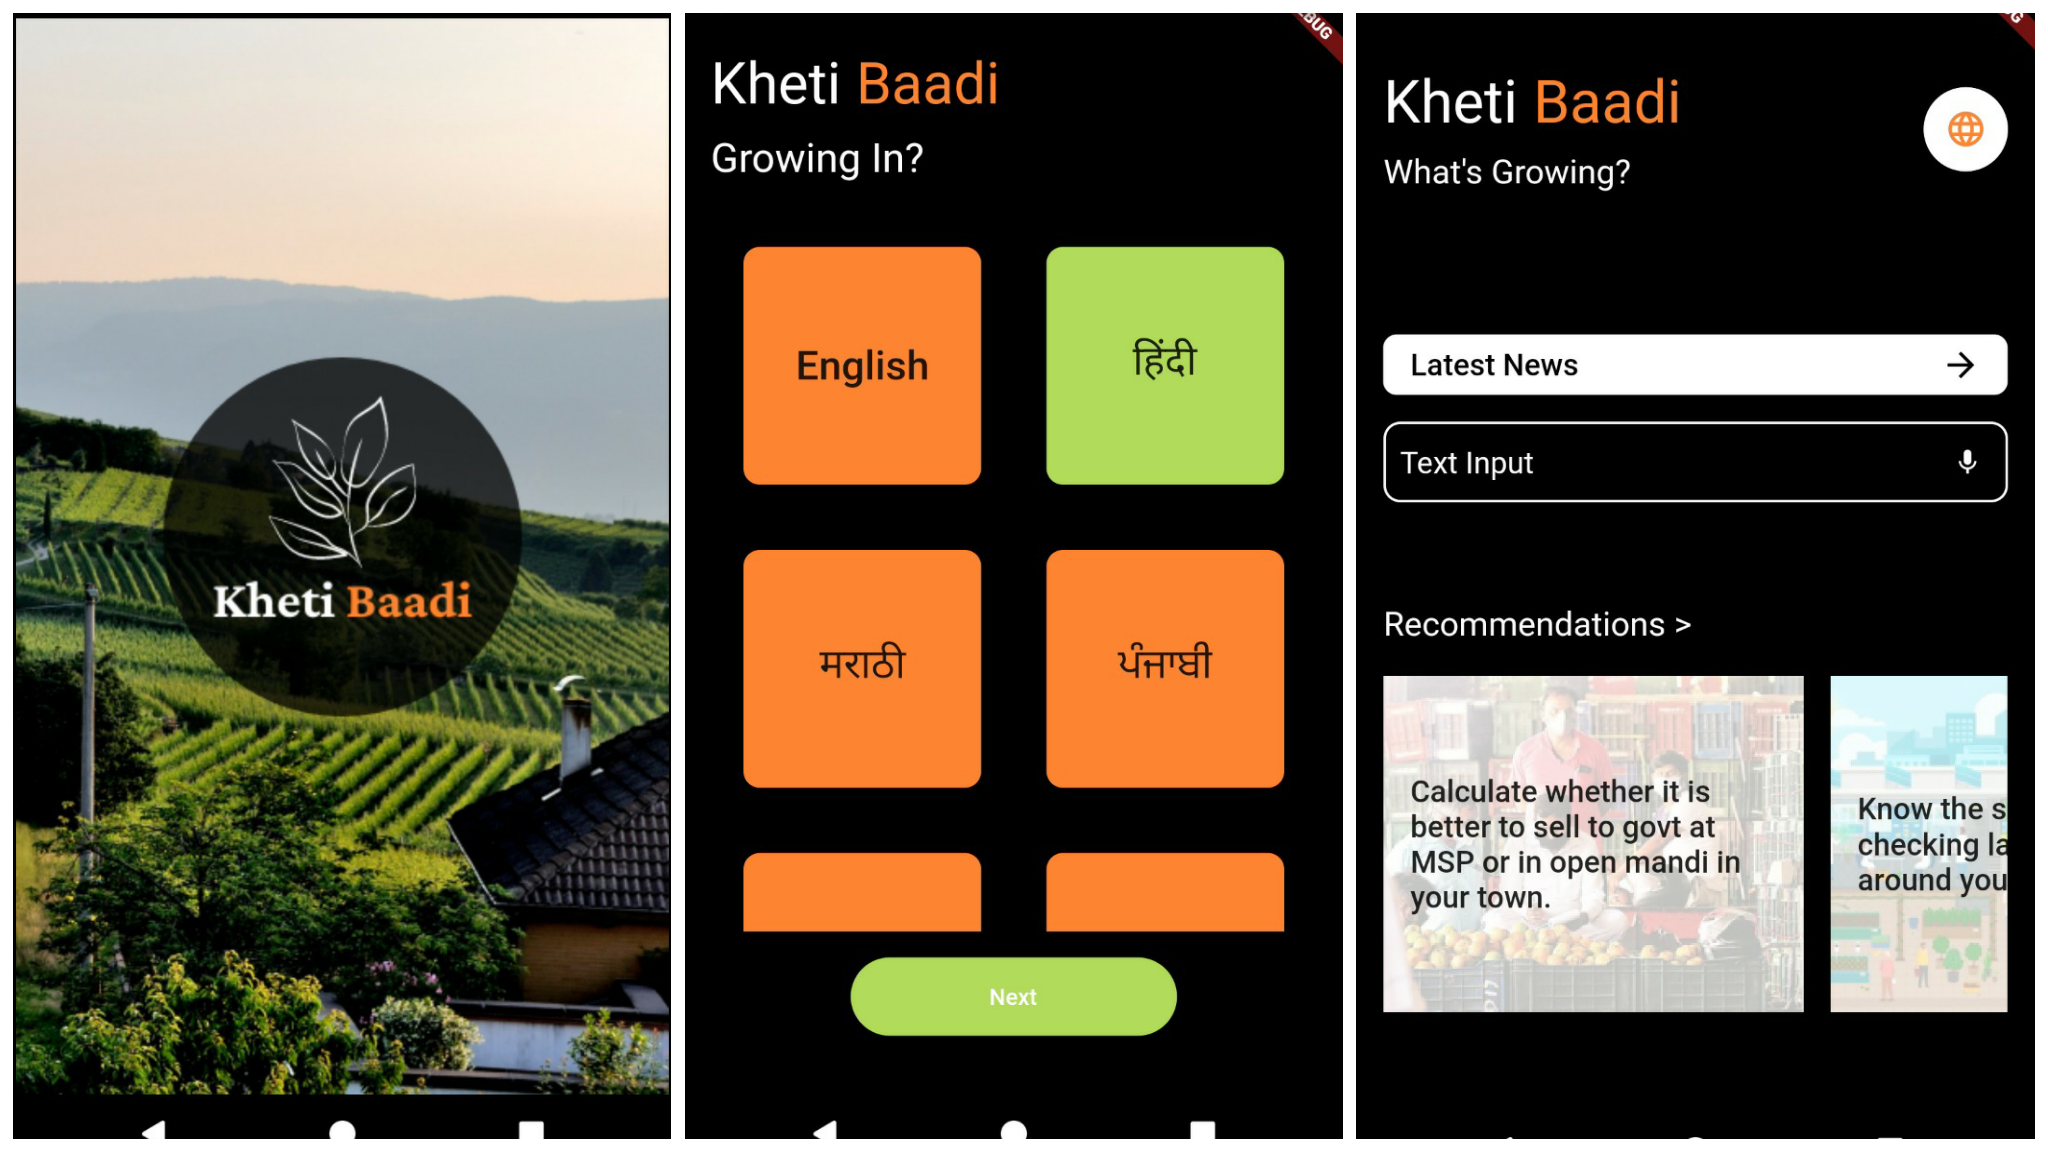 Kheti Baadi
Kheti Baadi
Growing In?
English
हिंदी
मराठी
ਪੰਜਾਬੀ
Next
Kheti Baadi
What's Growing?
Latest News
Text Input
Recommendations >
Calculate whether it is
better to sell to govt at
MSP or in open mandi in
your town.
Know the
checking
around you